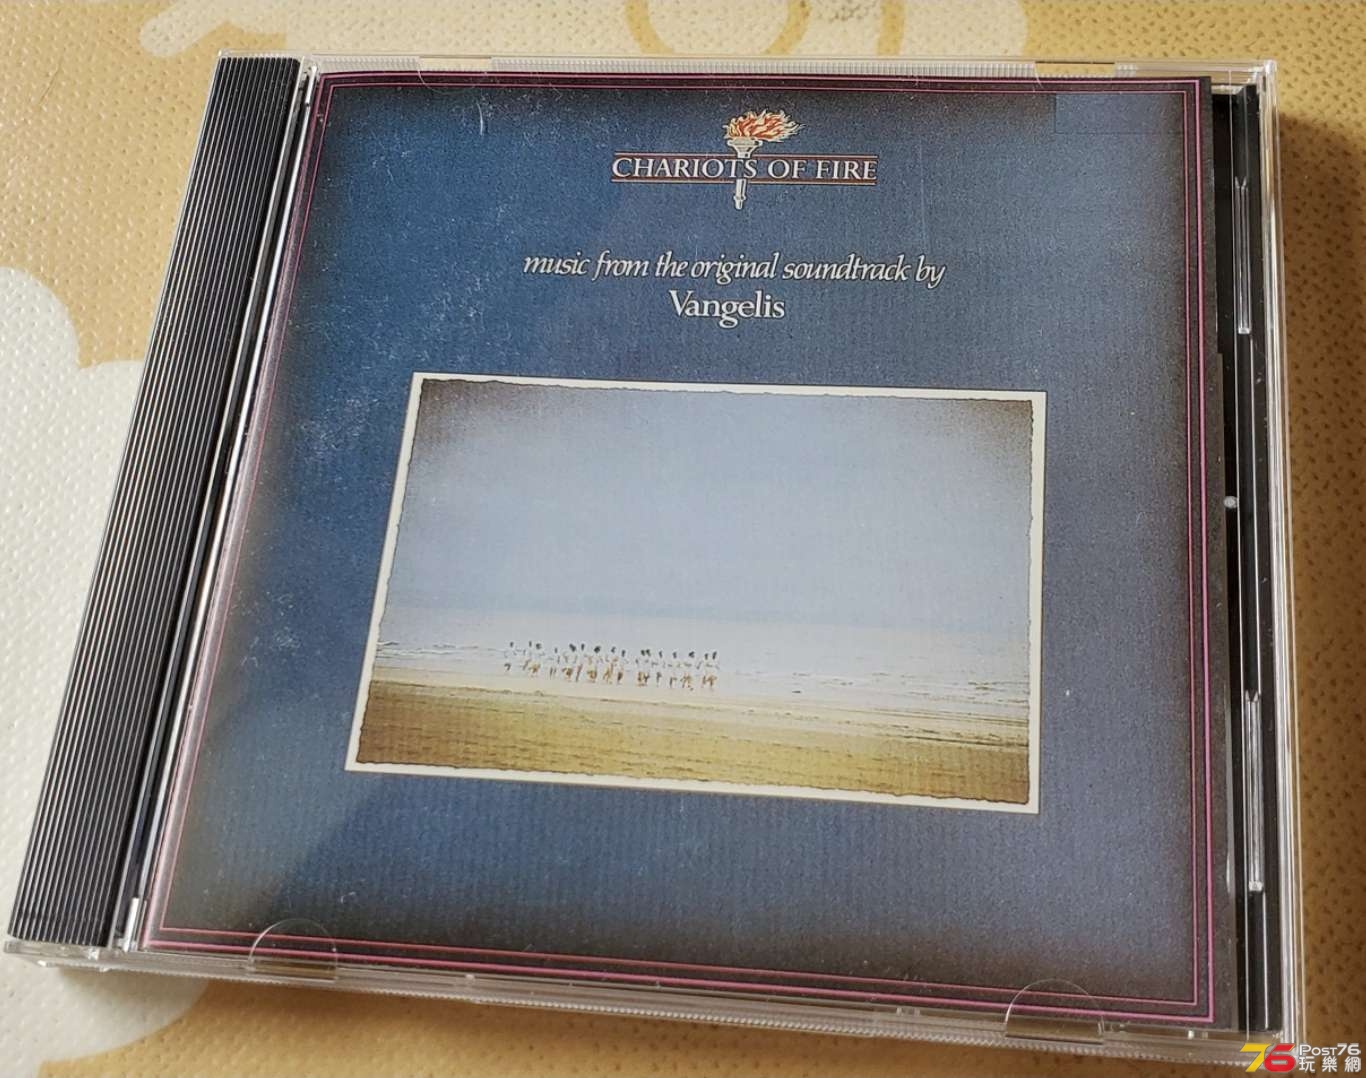 CHARIOTS OF FIRE
music from the original soundtrack by
Vangelis
76 POST76
玩樂網